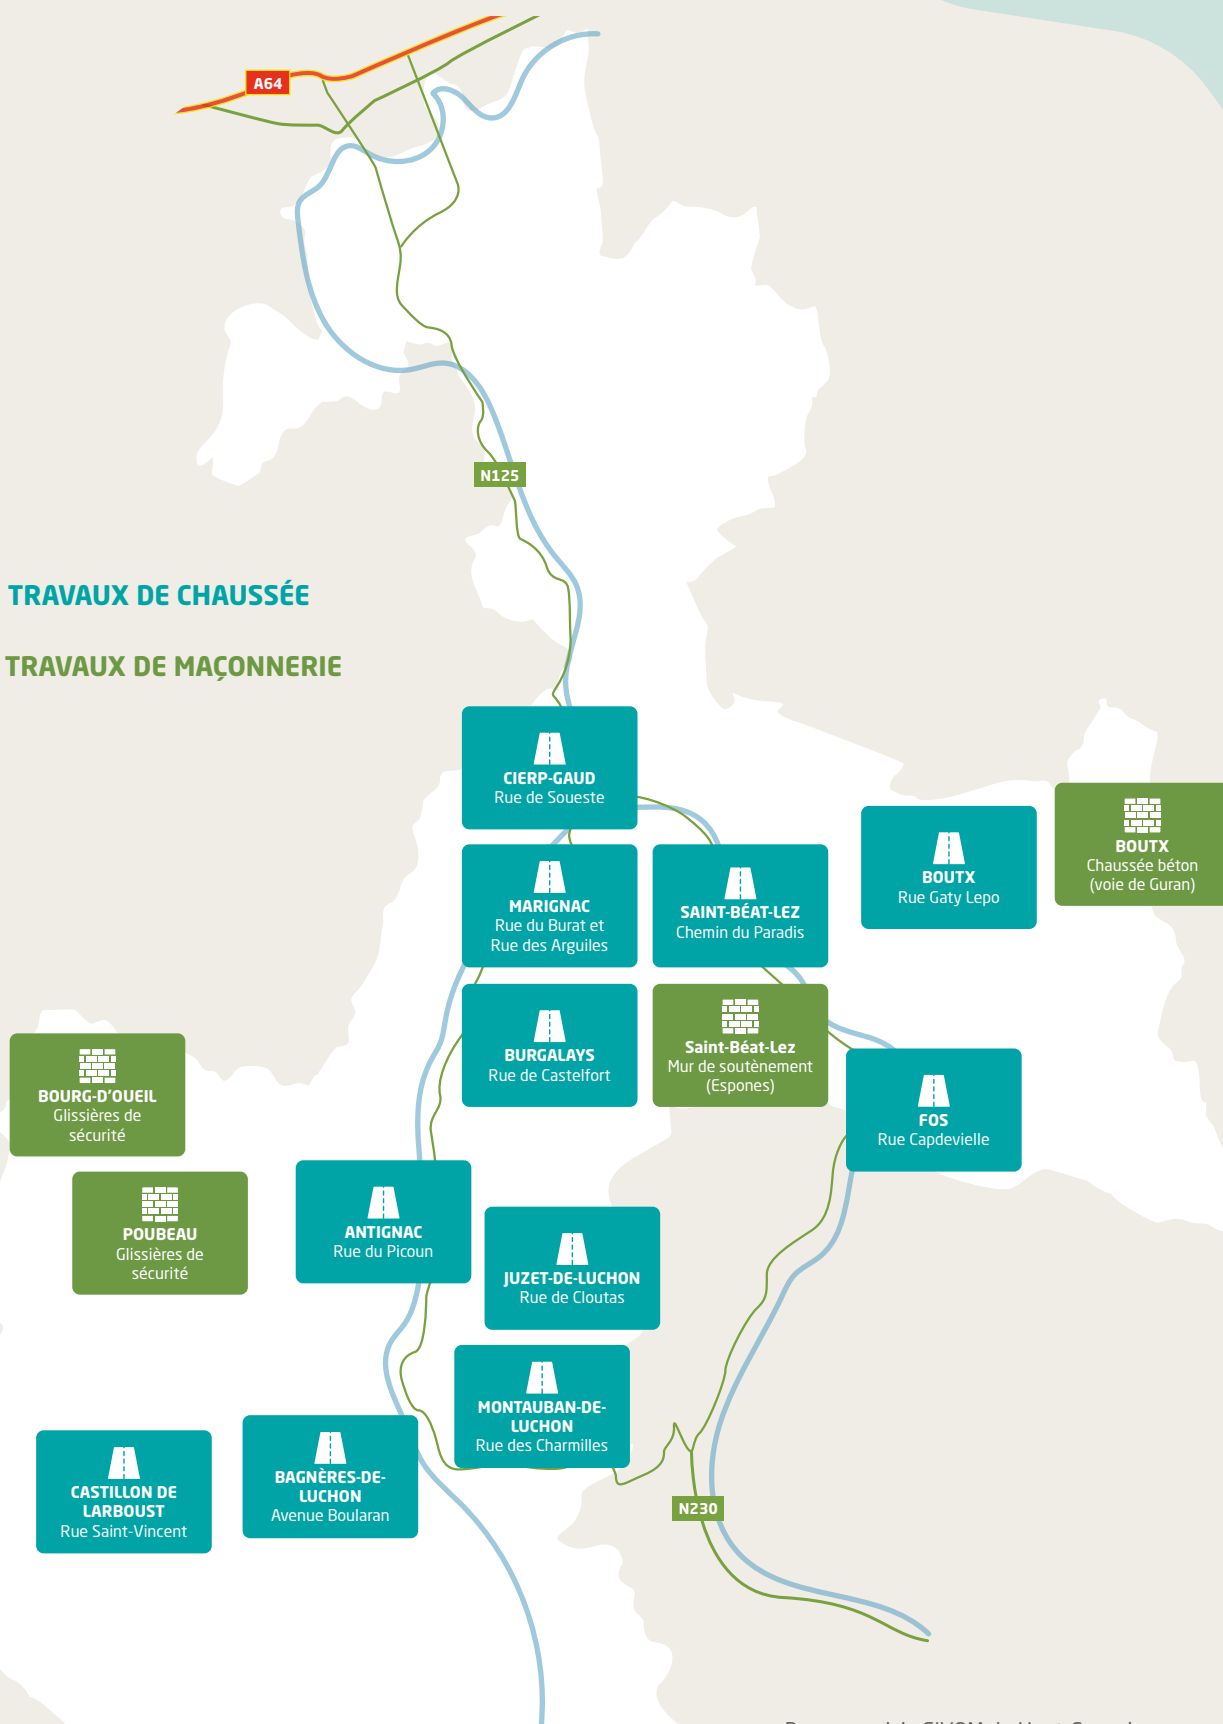 A64
N125
TRAVAUX DE CHAUSSÉE
TRAVAUX DE MAÇONNERIE
CIERP-GAUD
Rue de Soueste
MARIGNAC
Rue du Burat et
Rue des Arguiles
SAINT-BÉAT-LEZ
Chemin du Paradis
BOUTX
Rue Gaty Lepo
BOUTX
Chaussée béton
(voie de Guran)
BURGALAYS
Rue de Castelfort
Saint-Béat-Lez
Mur de soutènement
(Espones)
BOURG-D'OUEIL
Glissières de
sécurité
FOS
Rue Capdevielle
POUBEAU
Glissières de
sécurité
ANTIGNAC
Rue du Picoun
JUZET-DE-LUCHON
Rue de Cloutas
MONTAUBAN-DE-
LUCHON
Rue des Charmilles
CASTILLON DE
LARBOUST
Rue Saint-Vincent
BAGNÈRES-DE-
LUCHON
Avenue Boularan
N230